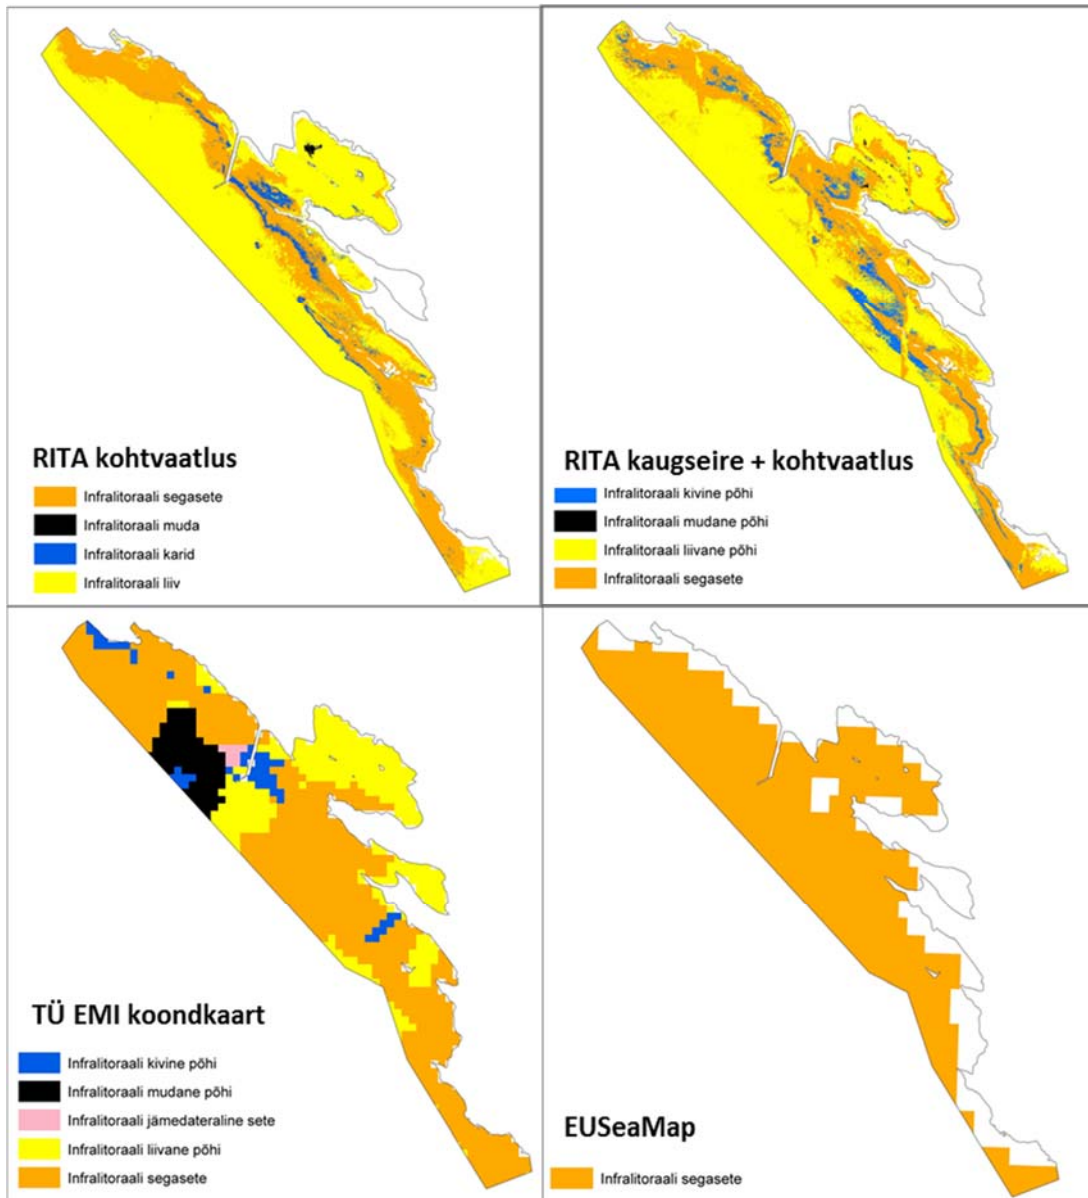 RITA kohtvaatlus
Infralitoraali segasete
Infralitoraali muda
Infralitoraali karid
Infralitoraali liiv
RITA kaugseire + kohtvaatlus
Infralitoraali kivine põhi
Infralitoraali mudane põhi
Infralitoraali liivane põhi
Infralitoraali segasete
TÜ EMI koondkaart
Infralitoraali kivine põhi
Infralitoraali mudane põhi
Infralitoraali jämedateraline sete
Infralitoraali liivane põhi
Infralitoraali segasete
EUSeaMap
Infralitoraali segasete